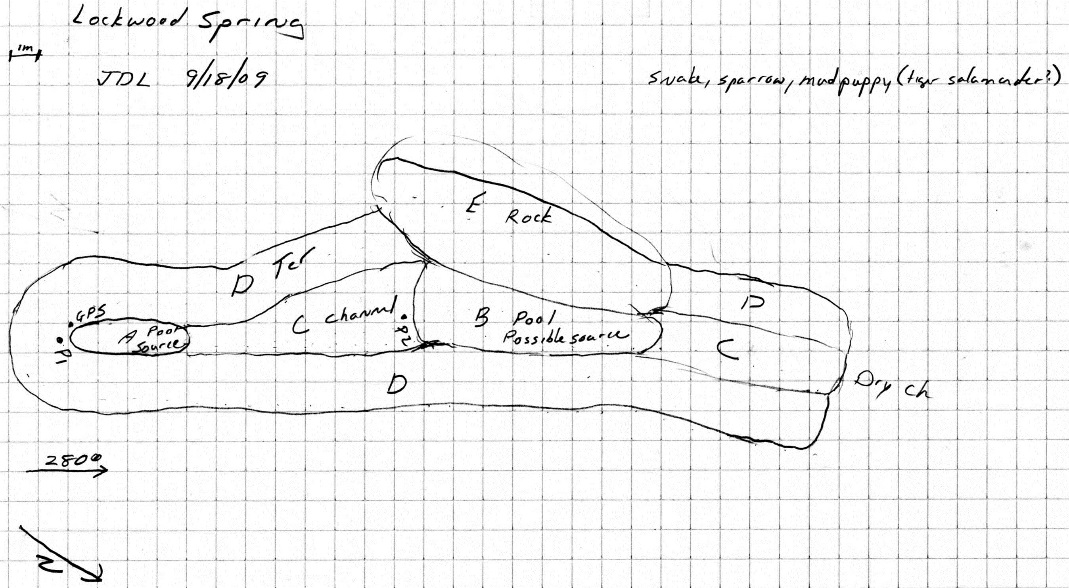 Lockwood Spring
1m
JDL 9/18/09
snake, sparrow, mudpuppy (tiger salamander?)
E Rock
D Ter
D
GPS
A Pool
source
P1
C Channel
P2
B Pool
Possible source
C
D
Dry ch
280°
N